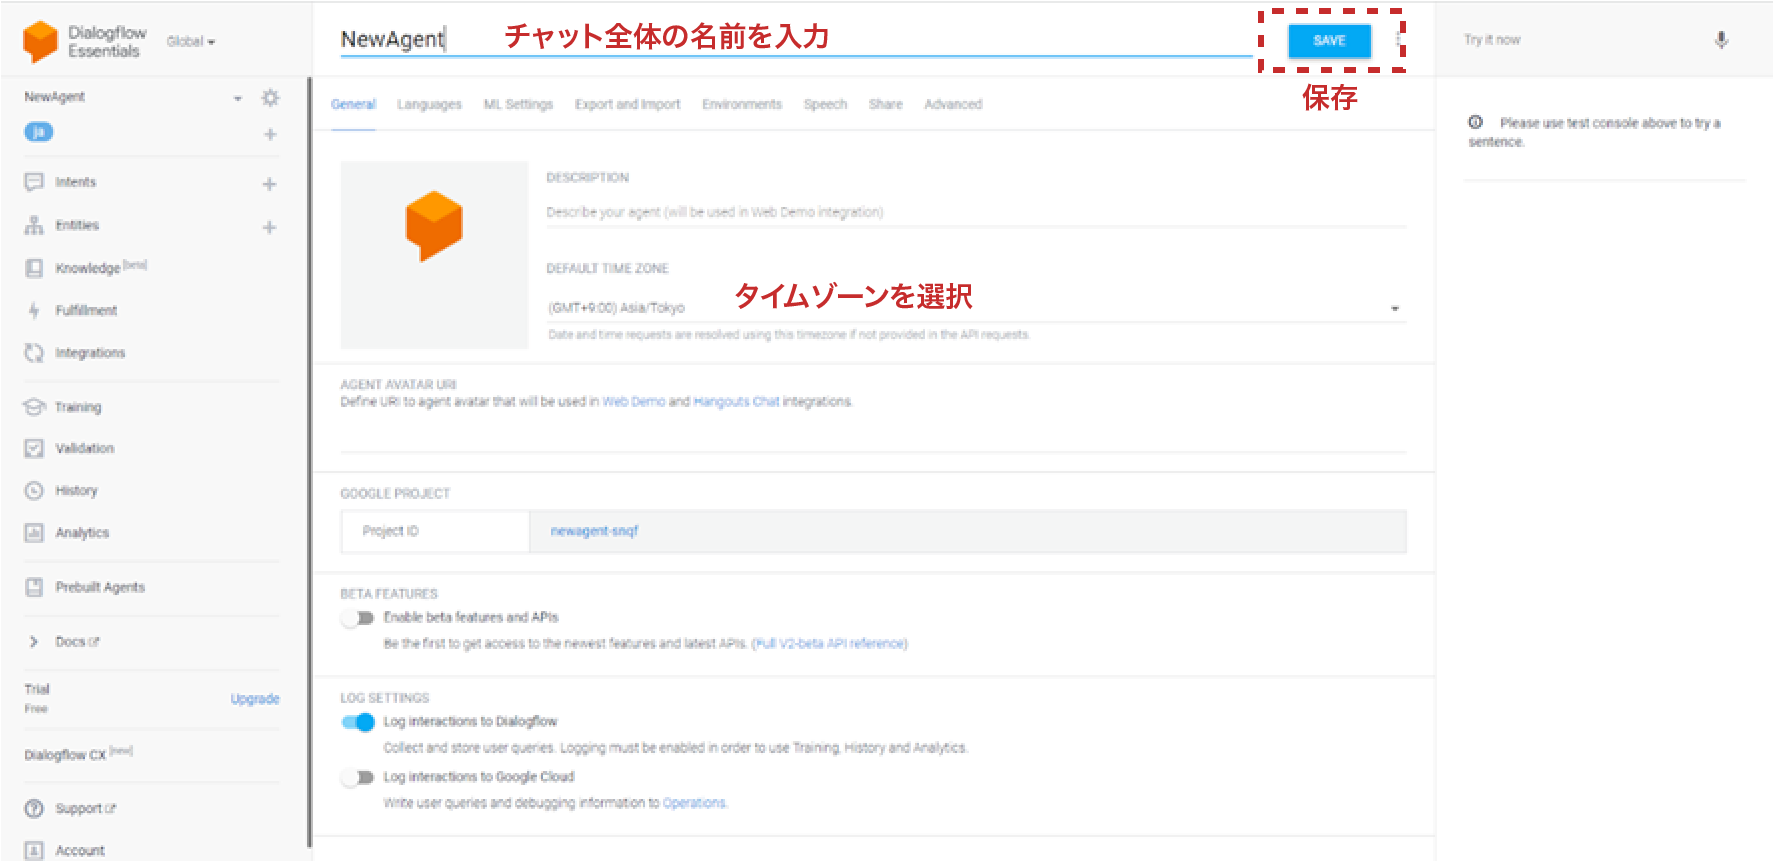 Dialogflow
Essentials
Global
NewAgent
ja
Intents
Entities
Knowledge [beta]
Fulfillment
Integrations
Training
Validation
History
Analytics
Prebuilt Agents
Docs
Trial
Free
Upgrade
Dialogflow CX [new]
Support
Account
NewAgent チャット全体の名前を入力
SAVE
保存
General Languages ML Settings Export and Import Environments Speech Share Advanced
DESCRIPTION
Describe your agent (will be used in Web Demo integration)
DEFAULT TIME ZONE
(GMT+9:00) Asia/Tokyo タイムゾーンを選択
Date and time requests are resolved using this timezone if not provided in the API requests.
AGENT AVATAR URI
Define URI to agent avatar that will be used in Web Demo and Hangouts Chat integrations.
GOOGLE PROJECT
Project ID newagent-snqf
BETA FEATURES
Enable beta features and APIs
Be the first to get access to the newest features and latest APIs. (Full V2-beta API reference)
LOG SETTINGS
Log interactions to Dialogflow
Collect and store user queries. Logging must be enabled in order to use Training, History and Analytics.
Log interactions to Google Cloud
Write user queries and debugging information to Operations.
Try it now
Please use test console above to try a
sentence.